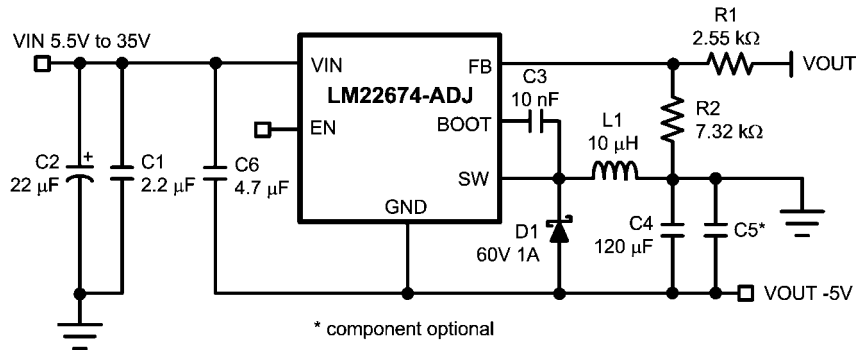 R1
2.55 kΩ
VIN 5.5V to 35V
VOUT
VIN
FB
C3
10 nF
LM22674-ADJ
R2
7.32 kΩ
EN
BOOT
L1
10 µH
C2
22 µF
+
C1
2.2 µF
C6
4.7 µF
SW
GND
D1
60V 1A
C4
120 µF
C5*
VOUT -5V
* component optional